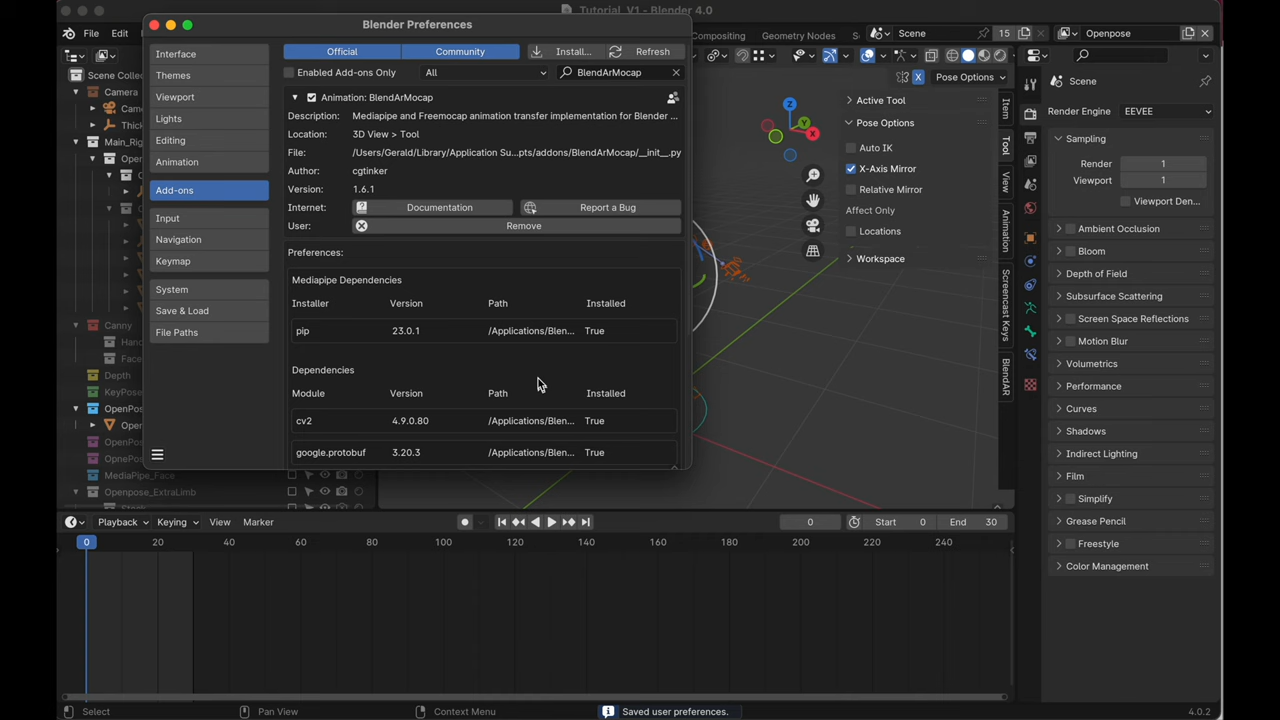 Tutorial_V1 - Blender 4.0
Blender Preferences
File
Edit
Compositing
Geometry Nodes
Scene
15
Openpose
Scene Collec
Camera
Came
Thick
Main_Rig
Open
C
C
Canny
Hand
Face
Depth
KeyPose
OpenPos
Open
OpenPos
OpnePos
MediaPipe_Face
Openpose_ExtraLimb
Interface
Themes
Viewport
Lights
Editing
Animation
Add-ons
Input
Navigation
Keymap
System
Save & Load
File Paths
Official
Community
Install...
Refresh
Enabled Add-ons Only
All
BlendArMocap
Animation: BlendArMocap
Description: Mediapipe and Freemocap animation transfer implementation for Blender ...
Location: 3D View > Tool
File: /Users/Gerald/Library/Application Su...pts/addons/BlendArMocap/__init__.py
Author: cgtinker
Version: 1.6.1
Internet: Documentation Report a Bug
User: Remove
Preferences:
Mediapipe Dependencies
Installer Version Path Installed
pip 23.0.1 /Applications/Blen... True
Dependencies
Module Version Path Installed
cv2 4.9.0.80 /Applications/Blen... True
google.protobuf 3.20.3 /Applications/Blen... True
X
Pose Options
Z
Y
X
Active Tool
Pose Options
Auto IK
X-Axis Mirror
Relative Mirror
Affect Only
Locations
Workspace
Item
Tool
View
Animation
Screencast Keys
BlendAR
Scene
Render Engine EEVEE
Sampling
Render 1
Viewport 1
Viewport Den...
Ambient Occlusion
Bloom
Depth of Field
Subsurface Scattering
Screen Space Reflections
Motion Blur
Volumetrics
Performance
Curves
Shadows
Indirect Lighting
Film
Simplify
Grease Pencil
Freestyle
Color Management
Playback
Keying
View
Marker
0
Start 0
End 30
0 20 40 60 80 100 120 140 160 180 200 220 240
Select
Pan View
Context Menu
Saved user preferences.
4.0.2